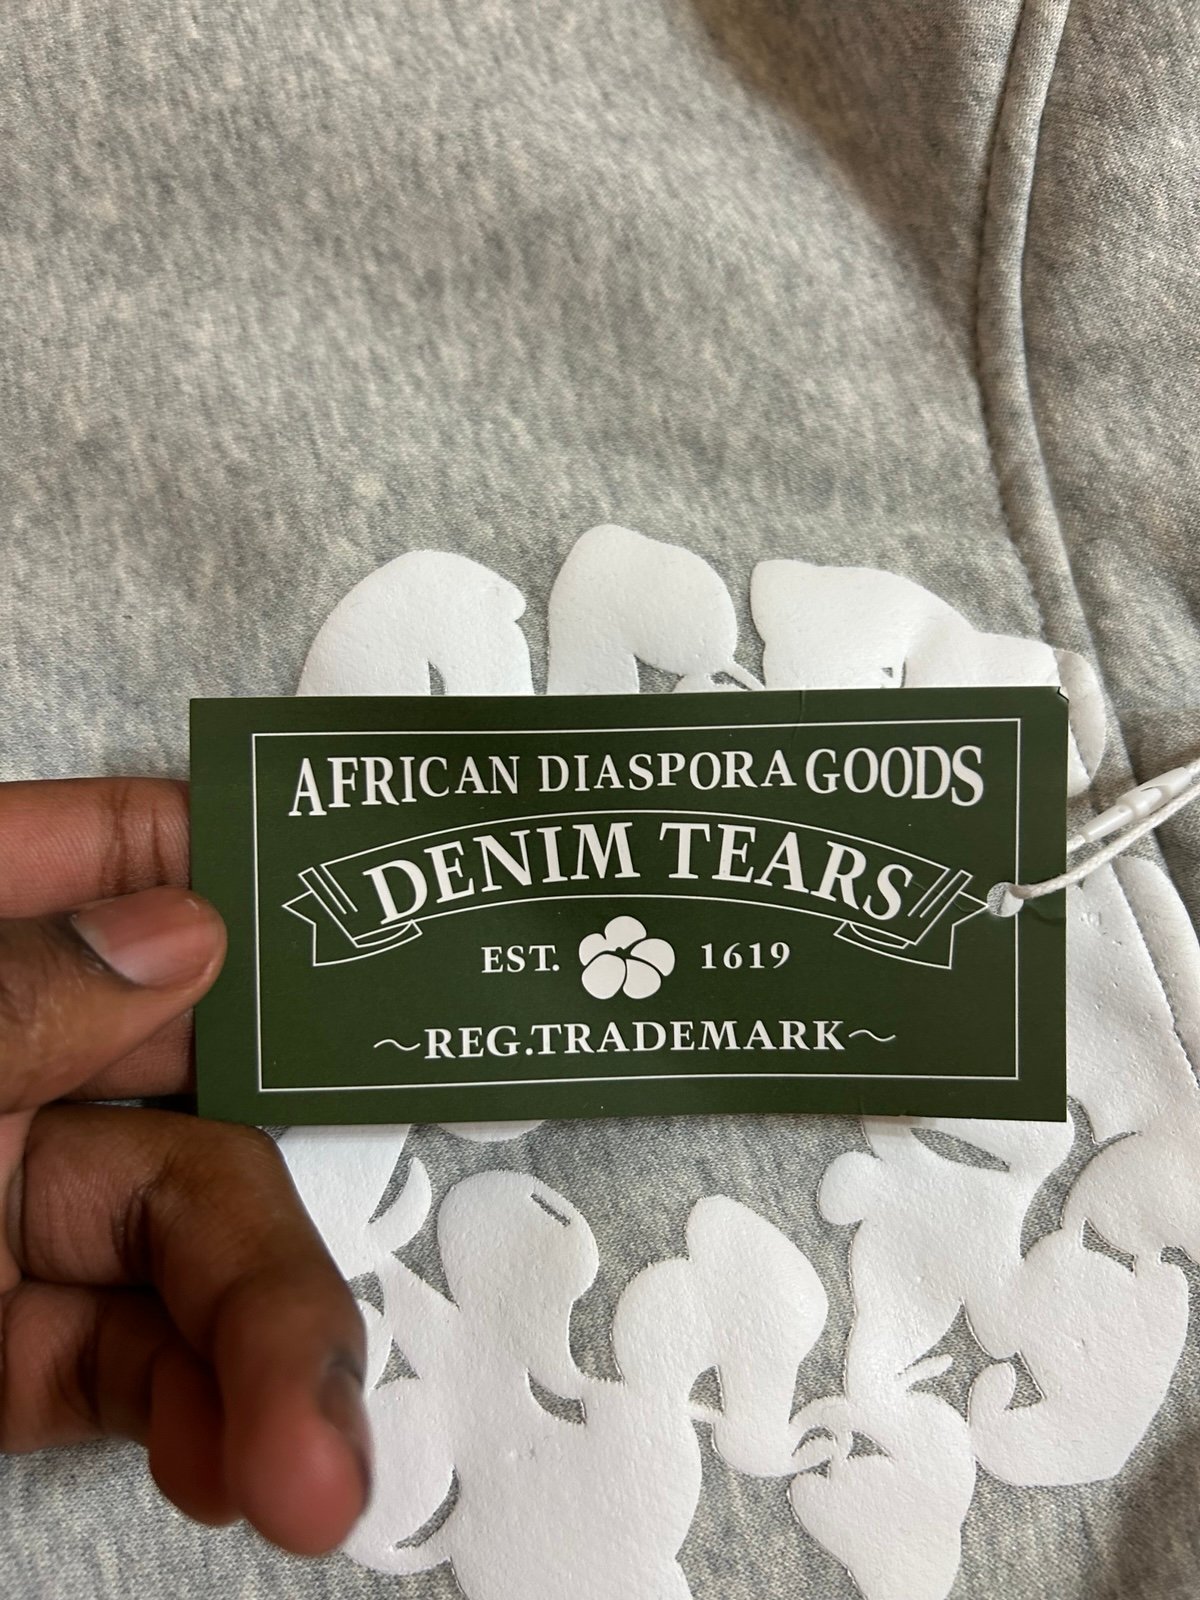 AFRICAN DIASPORA GOODS
DENIM TEARS
EST. 1619
~REG.TRADEMARK~